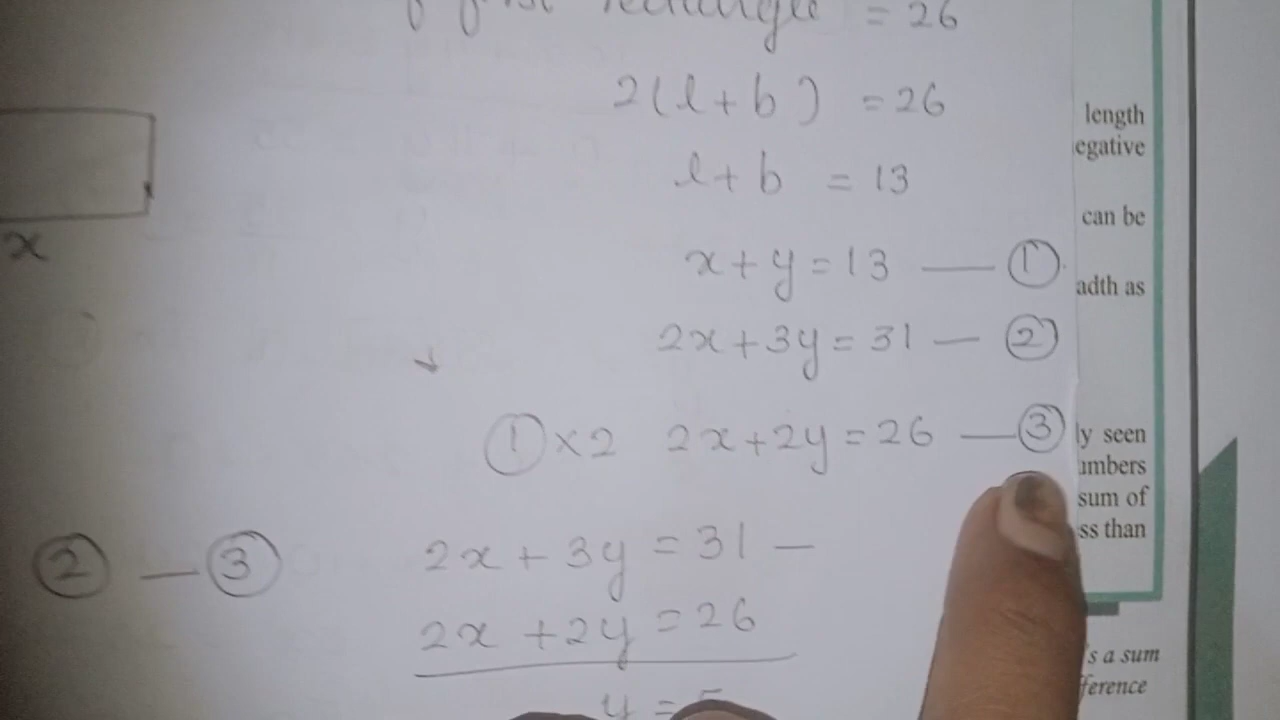 = 26
2(l+b) = 26
l+b = 13
x
x+y=13 — ①
2x+3y=31 — ②
①×2 2x+2y=26 — ③
② — ③ 2x+3y=31 —
2x+2y=26
y =
length
egative
can be
adth as
ly seen
umbers
sum of
ss than
's a sum
ference